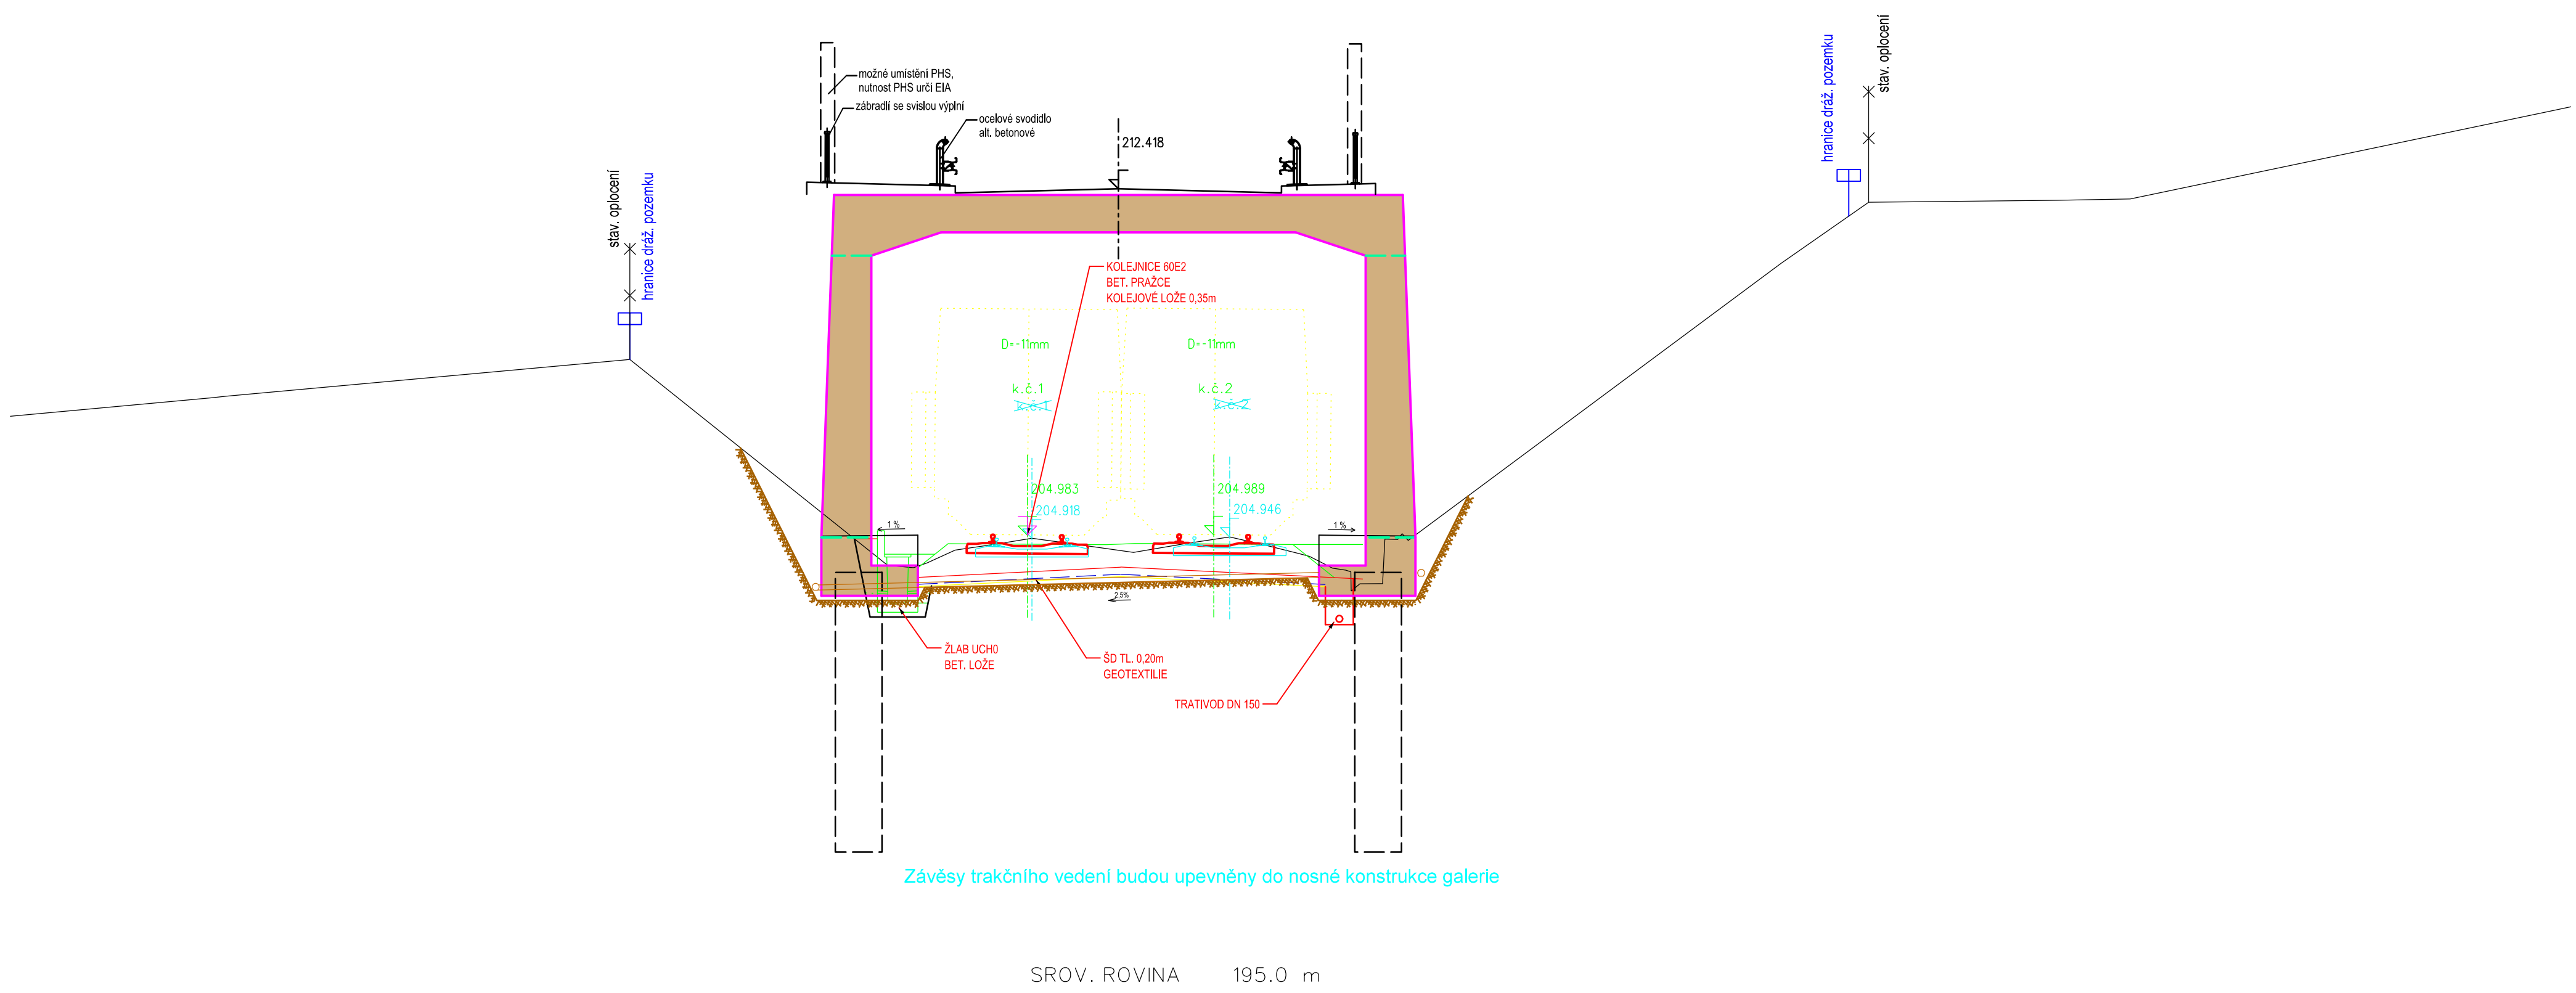 možné umístění PHS,
nutnost PHS určí EIA
zábradlí se svislou výplní
ocelové svodidlo
alt. betonové
212.418
stav. oplocení
hranice dráž. pozemku
hranice dráž. pozemku
stav. oplocení
KOLEJNICE 60E2
BET. PRAŽCE
KOLEJOVÉ LOŽE 0,35m
D=-11mm
D=-11mm
k.č.1
k.č.2
k.č.1
k.č.2
204.983
204.989
204.918
204.946
1 %
1 %
2.5%
ŽLAB UCH0
BET. LOŽE
ŠD TL. 0,20m
GEOTEXTILIE
TRATIVOD DN 150
Závěsy trakčního vedení budou upevněny do nosné konstrukce galerie
SROV. ROVINA 195.0 m